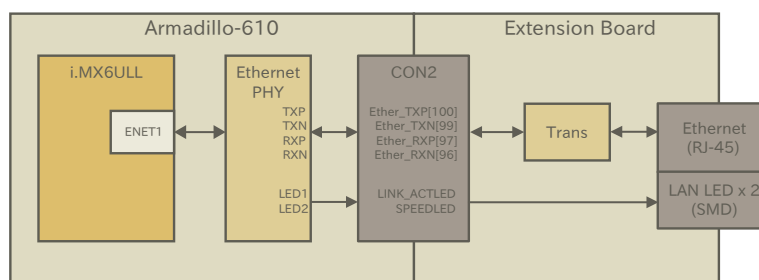 Armadillo-610
Extension Board
i.MX6ULL
ENET1
Ethernet
PHY
TXP
TXN
RXP
RXN
LED1
LED2
CON2
Ether_TXP[100]
Ether_TXN[99]
Ether_RXP[97]
Ether_RXN[96]
LINK_ACTLED
SPEEDLED
Trans
Ethernet
(RJ-45)
LAN LED x 2
(SMD)